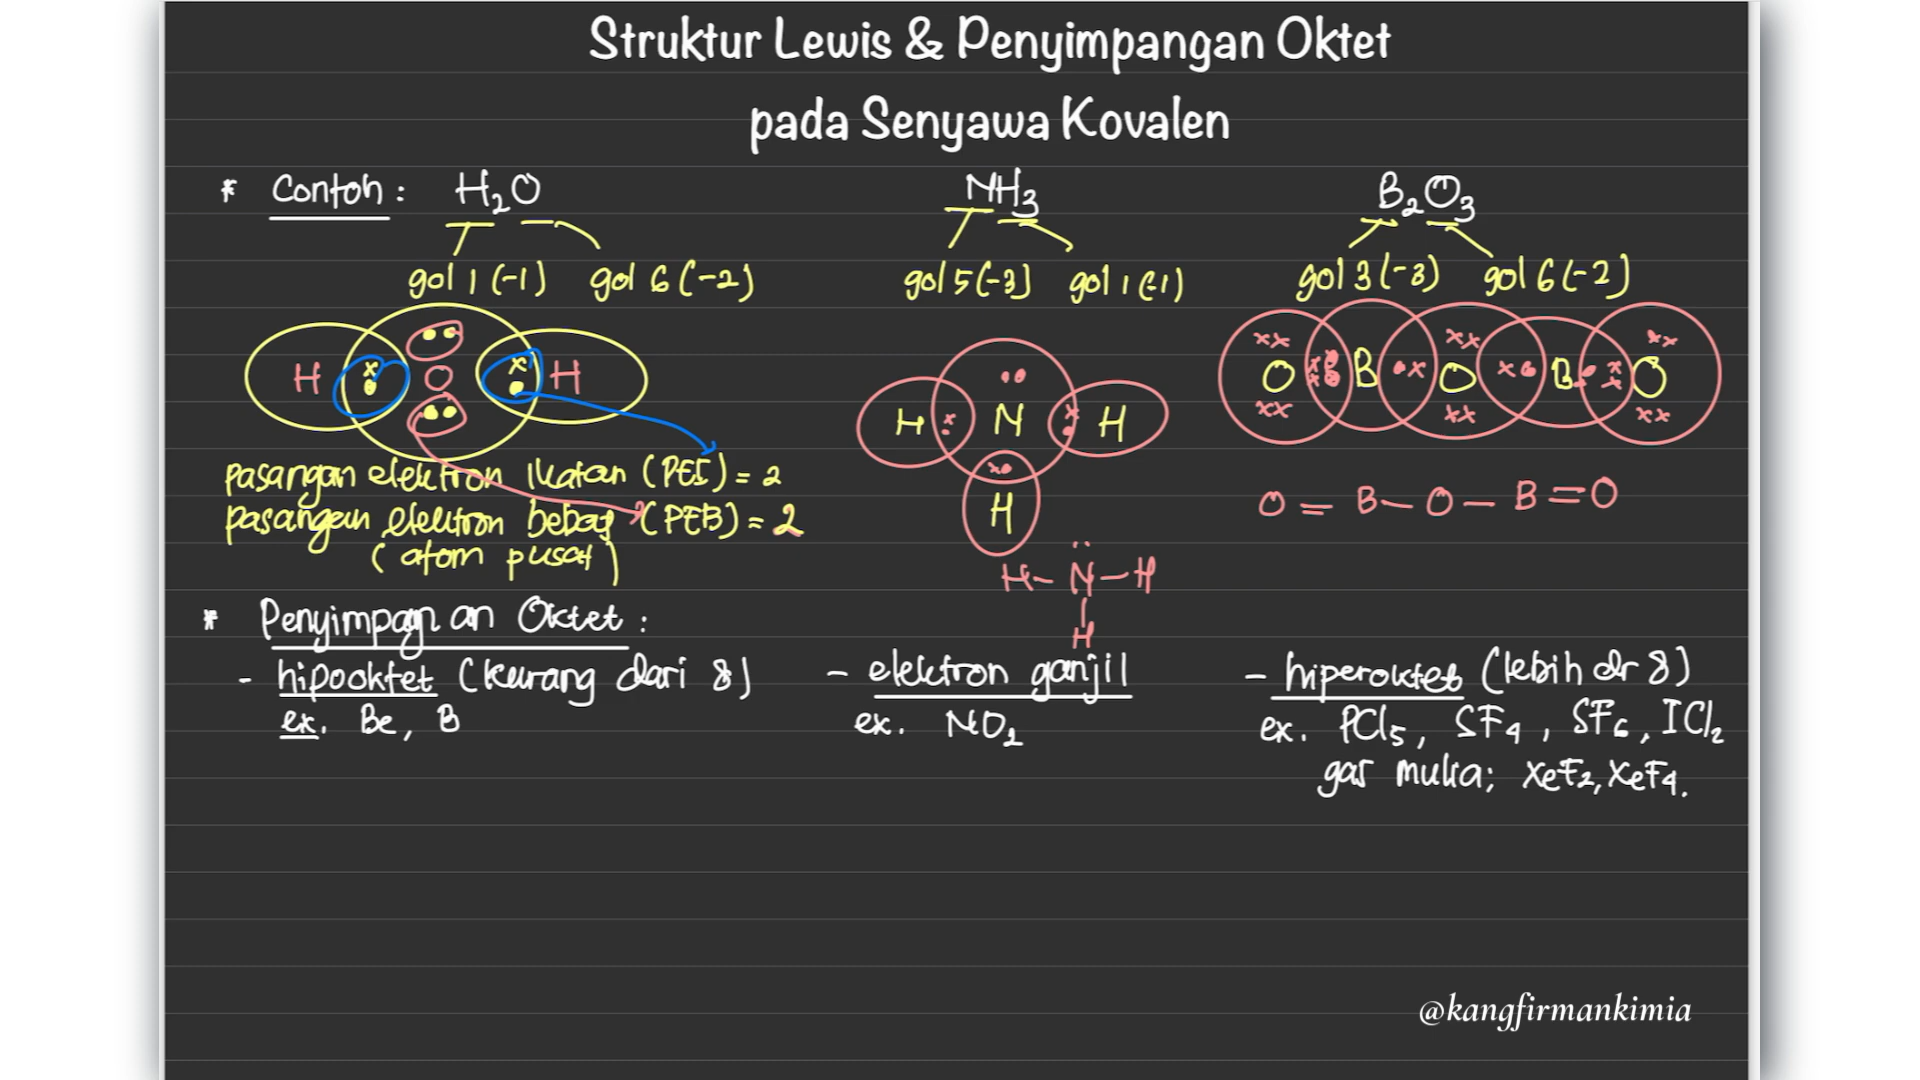 Struktur Lewis & Penyimpangan Oktet
pada Senyawa Kovalen
* Contoh : H₂O NH₃ B₂O₃
gol 1 (-1) gol 6 (-2) gol 5 (-3) gol 1 (-1) gol 3 (-3) gol 6 (-2)
H O H
H N H
H
O B O B O
pasangan elektron Ikatan (PEI) = 2
pasangan elektron bebas (PEB) = 2
(atom pusat)
O = B - O - B = O
H - N - H
H
* Penyimpangan Oktet :
- hipooktet (kurang dari 8)
ex. Be, B
- elektron ganjil
ex. NO₂
- hiperoktet (lebih dr 8)
ex. PCl₅, SF₄, SF₆, ICl₂
gas mulia; XeF₂, XeF₄.
@kangfirmankimia